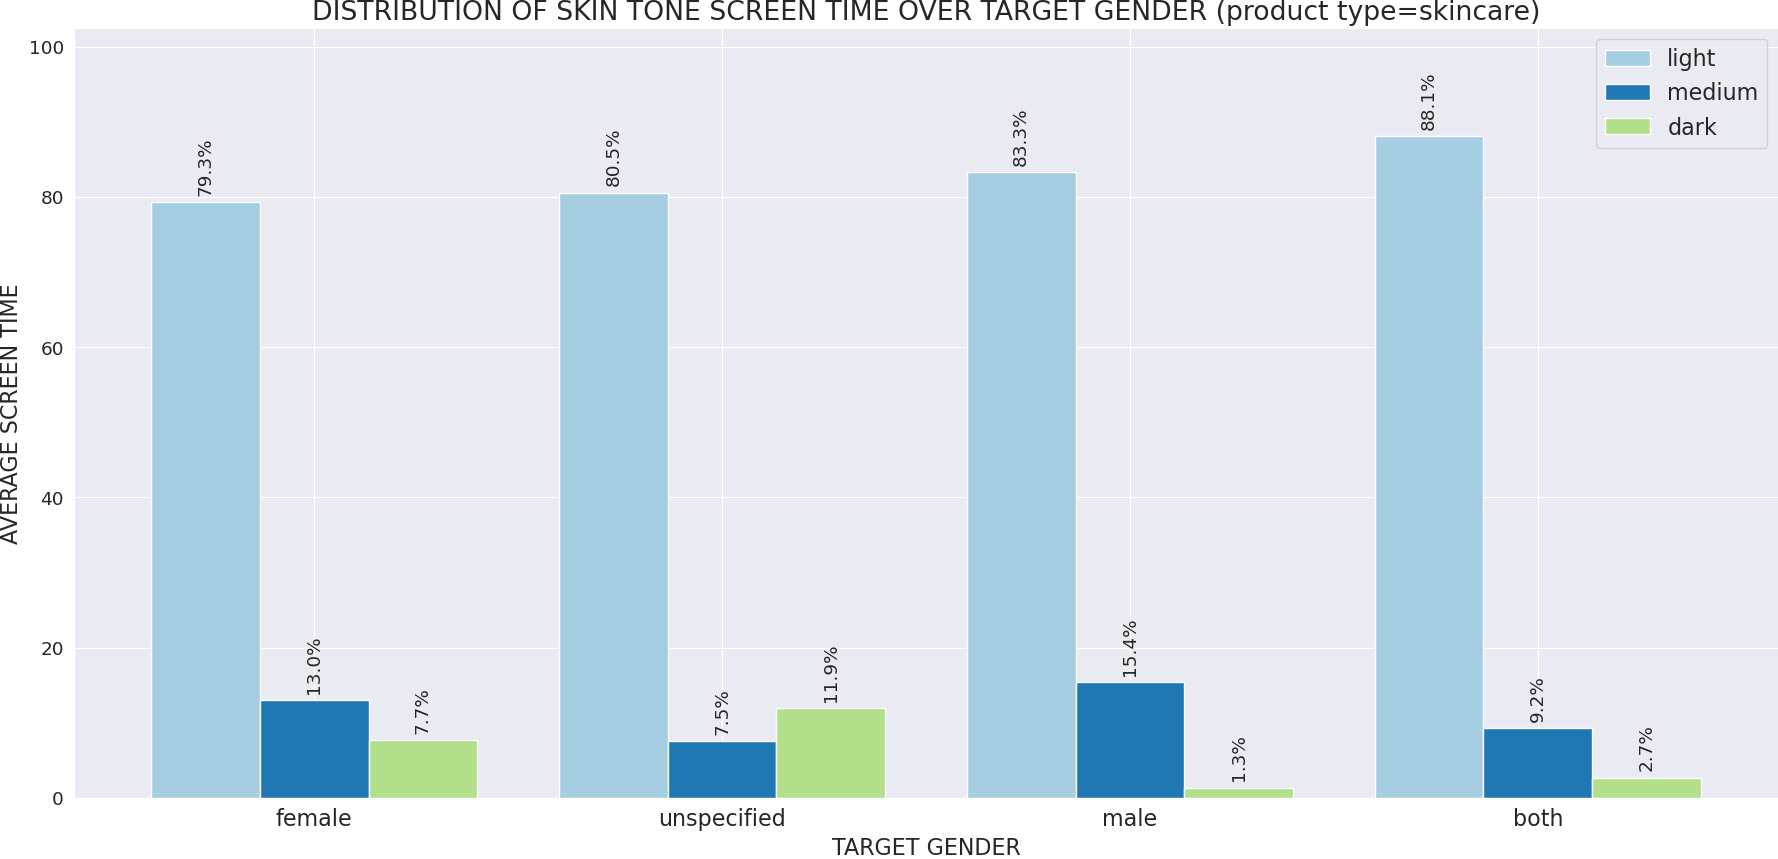 DISTRIBUTION OF SKIN TONE SCREEN TIME OVER TARGET GENDER (product type=skincare)
light
medium
dark
AVERAGE SCREEN TIME
100
80
60
40
20
0
79.3%
13.0%
7.7%
80.5%
7.5%
11.9%
83.3%
15.4%
1.3%
88.1%
9.2%
2.7%
female
unspecified
male
both
TARGET GENDER